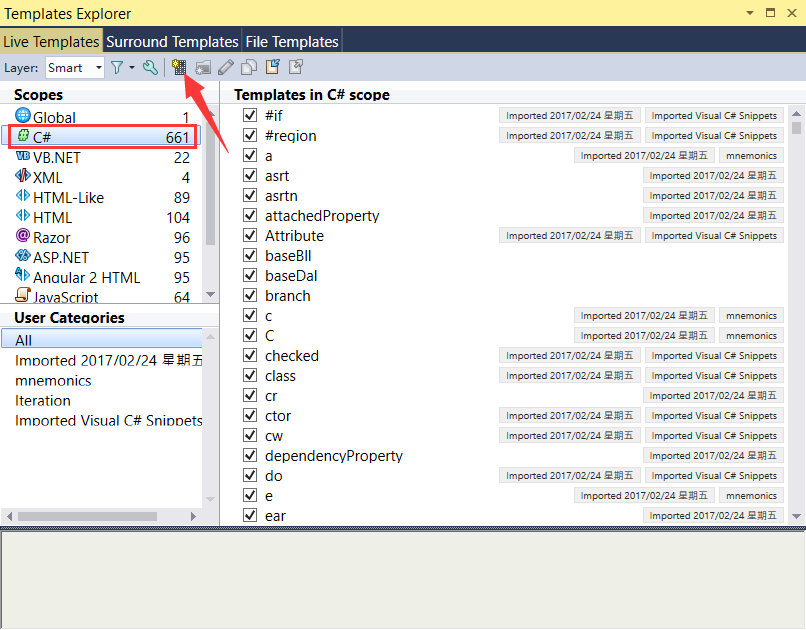 Templates Explorer
Live Templates Surround Templates File Templates
Layer: Smart
Scopes
Global 1
C# 661
VB.NET 22
XML 4
HTML-Like 89
HTML 104
Razor 96
ASP.NET 95
Angular 2 HTML 95
JavaScript 64
User Categories
All
Imported 2017/02/24 星期五
mnemonics
Iteration
Imported Visual C# Snippets
Templates in C# scope
#if Imported 2017/02/24 星期五 Imported Visual C# Snippets
#region Imported 2017/02/24 星期五 Imported Visual C# Snippets
a Imported 2017/02/24 星期五 mnemonics
asrt Imported 2017/02/24 星期五
asrtn Imported 2017/02/24 星期五
attachedProperty Imported 2017/02/24 星期五
Attribute Imported 2017/02/24 星期五 Imported Visual C# Snippets
baseBll
baseDal
branch
c Imported 2017/02/24 星期五 mnemonics
C Imported 2017/02/24 星期五 mnemonics
checked Imported 2017/02/24 星期五 Imported Visual C# Snippets
class Imported 2017/02/24 星期五 Imported Visual C# Snippets
cr Imported 2017/02/24 星期五
ctor Imported 2017/02/24 星期五 Imported Visual C# Snippets
cw Imported 2017/02/24 星期五 Imported Visual C# Snippets
dependencyProperty Imported 2017/02/24 星期五
do Imported 2017/02/24 星期五 Imported Visual C# Snippets
e Imported 2017/02/24 星期五 mnemonics
ear Imported 2017/02/24 星期五